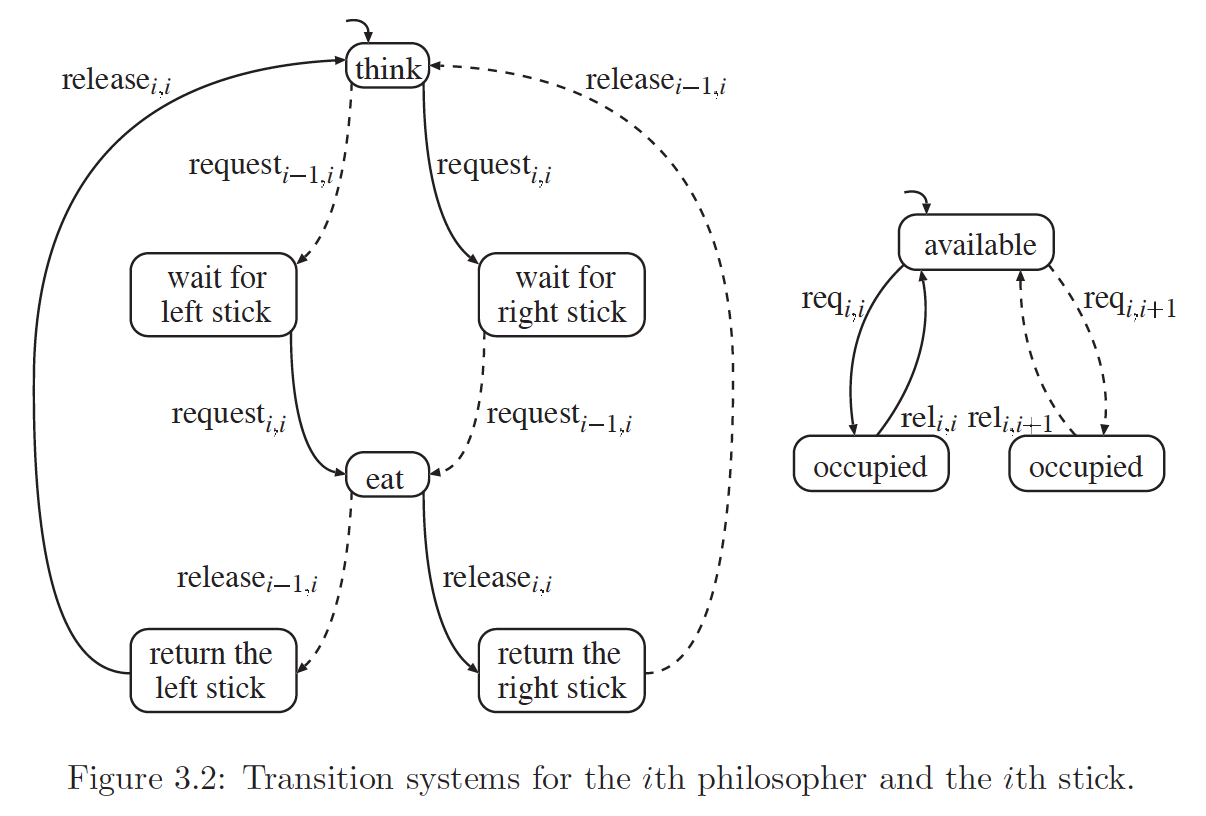 think
release_{i,i}
release_{i−1,i}
request_{i−1,i}
request_{i,i}
wait for
left stick
wait for
right stick
request_{i,i}
request_{i−1,i}
eat
release_{i−1,i}
release_{i,i}
return the
left stick
return the
right stick
available
req_{i,i}
req_{i,i+1}
rel_{i,i}
rel_{i,i+1}
occupied
occupied
Figure 3.2: Transition systems for the ith philosopher and the ith stick.